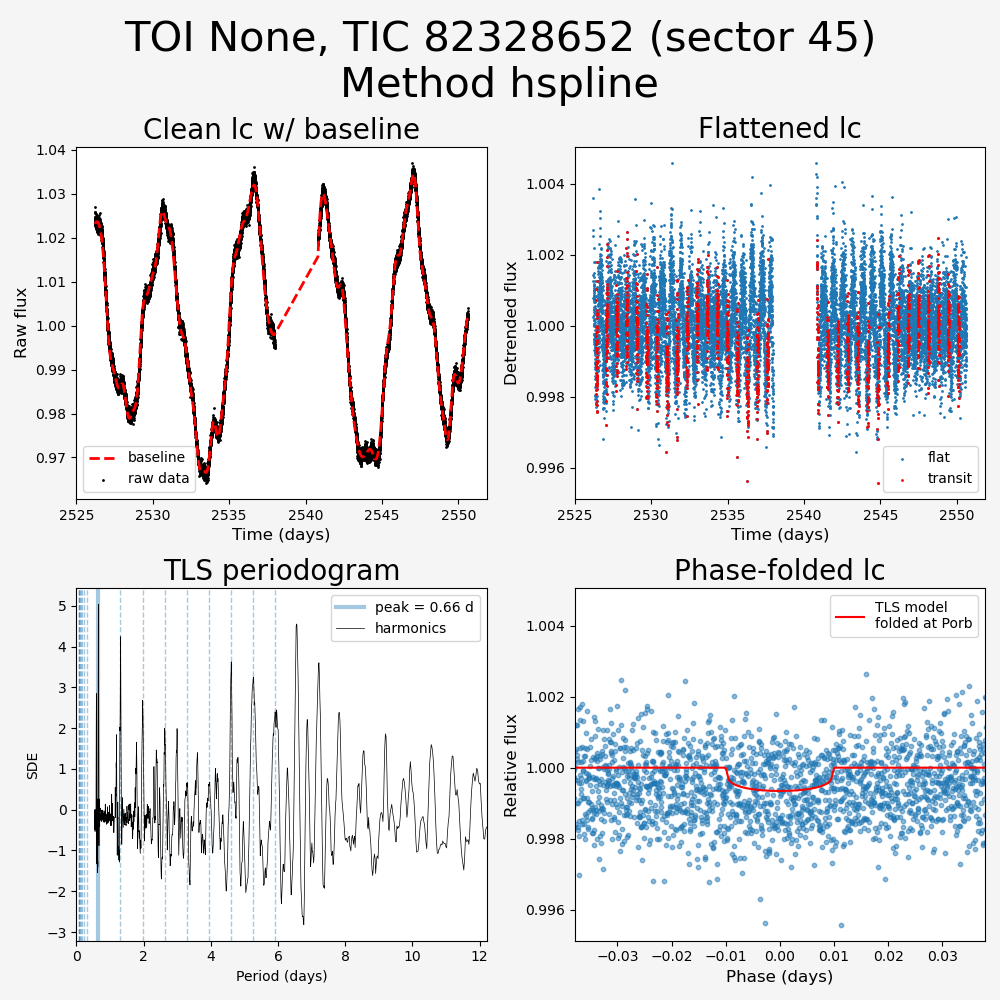 TOI None, TIC 82328652 (sector 45)
Method hspline
Clean lc w/ baseline
Raw flux
1.04
1.03
1.02
1.01
1.00
0.99
0.98
0.97
baseline
raw data
2525 2530 2535 2540 2545 2550
Time (days)
Flattened lc
Detrended flux
1.004
1.002
1.000
0.998
0.996
flat
transit
2525 2530 2535 2540 2545 2550
Time (days)
TLS periodogram
SDE
5
4
3
2
1
0
−1
−2
−3
peak = 0.66 d
harmonics
0 2 4 6 8 10 12
Period (days)
Phase-folded lc
Relative flux
1.004
1.002
1.000
0.998
0.996
TLS model
folded at Porb
−0.03 −0.02 −0.01 0.00 0.01 0.02 0.03
Phase (days)